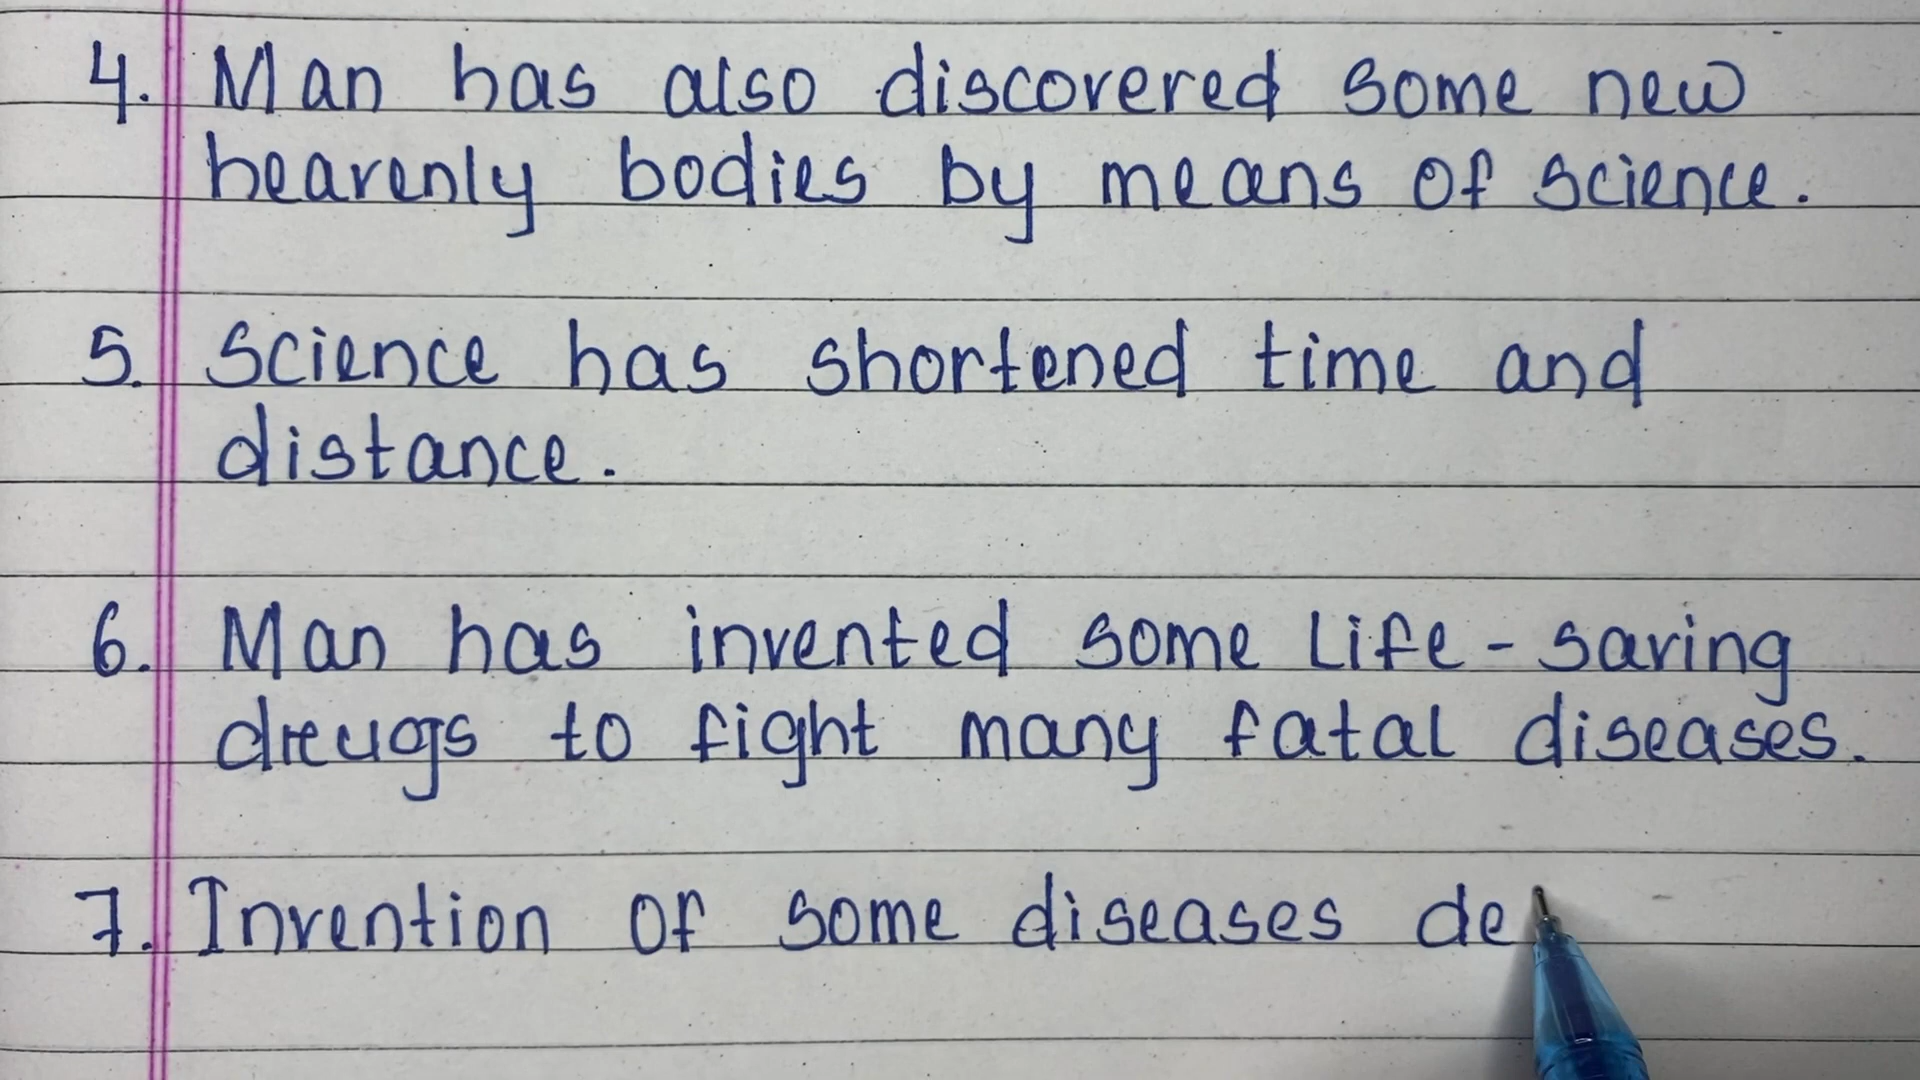 4. Man has also discovered some new
heavenly bodies by means of science.
5. Science has shortened time and
distance.
6. Man has invented some Life-saving
drugs to fight many fatal diseases.
7. Invention of some diseases de